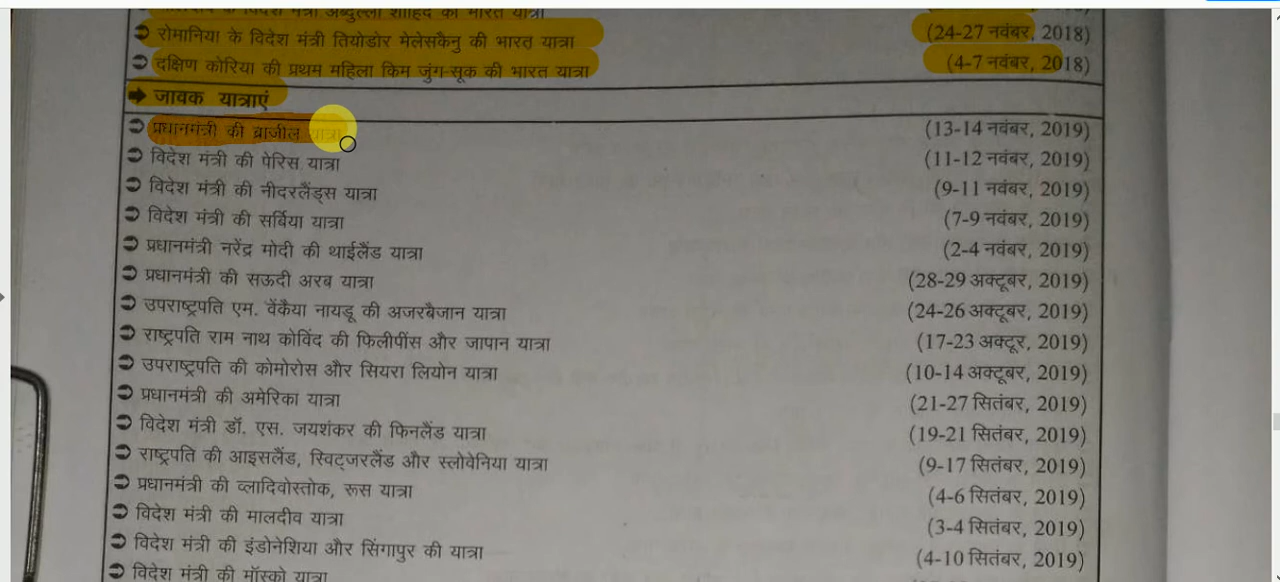 के विदेश मंत्री अब्दुल्ला शाहिद की भारत यात्रा
➲ रोमानिया के विदेश मंत्री तियोडोर मेलेसकैनु की भारत यात्रा (24-27 नवंबर, 2018)
➲ दक्षिण कोरिया की प्रथम महिला किम जुंग-सूक की भारत यात्रा (4-7 नवंबर, 2018)
➡ जावक यात्राएं
➲ प्रधानमंत्री की ब्राजील यात्रा (13-14 नवंबर, 2019)
➲ विदेश मंत्री की पेरिस यात्रा (11-12 नवंबर, 2019)
➲ विदेश मंत्री की नीदरलैंड्स यात्रा (9-11 नवंबर, 2019)
➲ विदेश मंत्री की सर्बिया यात्रा (7-9 नवंबर, 2019)
➲ प्रधानमंत्री नरेंद्र मोदी की थाईलैंड यात्रा (2-4 नवंबर, 2019)
➲ प्रधानमंत्री की सऊदी अरब यात्रा (28-29 अक्टूबर, 2019)
➲ उपराष्ट्रपति एम. वेंकैया नायडू की अजरबैजान यात्रा (24-26 अक्टूबर, 2019)
➲ राष्ट्रपति राम नाथ कोविंद की फिलीपींस और जापान यात्रा (17-23 अक्टूर, 2019)
➲ उपराष्ट्रपति की कोमोरोस और सियरा लियोन यात्रा (10-14 अक्टूबर, 2019)
➲ प्रधानमंत्री की अमेरिका यात्रा (21-27 सितंबर, 2019)
➲ विदेश मंत्री डॉ. एस. जयशंकर की फिनलैंड यात्रा (19-21 सितंबर, 2019)
➲ राष्ट्रपति की आइसलैंड, स्विट्जरलैंड और स्लोवेनिया यात्रा (9-17 सितंबर, 2019)
➲ प्रधानमंत्री की व्लादिवोस्तोक, रूस यात्रा (4-6 सितंबर, 2019)
➲ विदेश मंत्री की मालदीव यात्रा (3-4 सितंबर, 2019)
➲ विदेश मंत्री की इंडोनेशिया और सिंगापुर की यात्रा (4-10 सितंबर, 2019)
➲ विदेश मंत्री की मॉस्को यात्रा